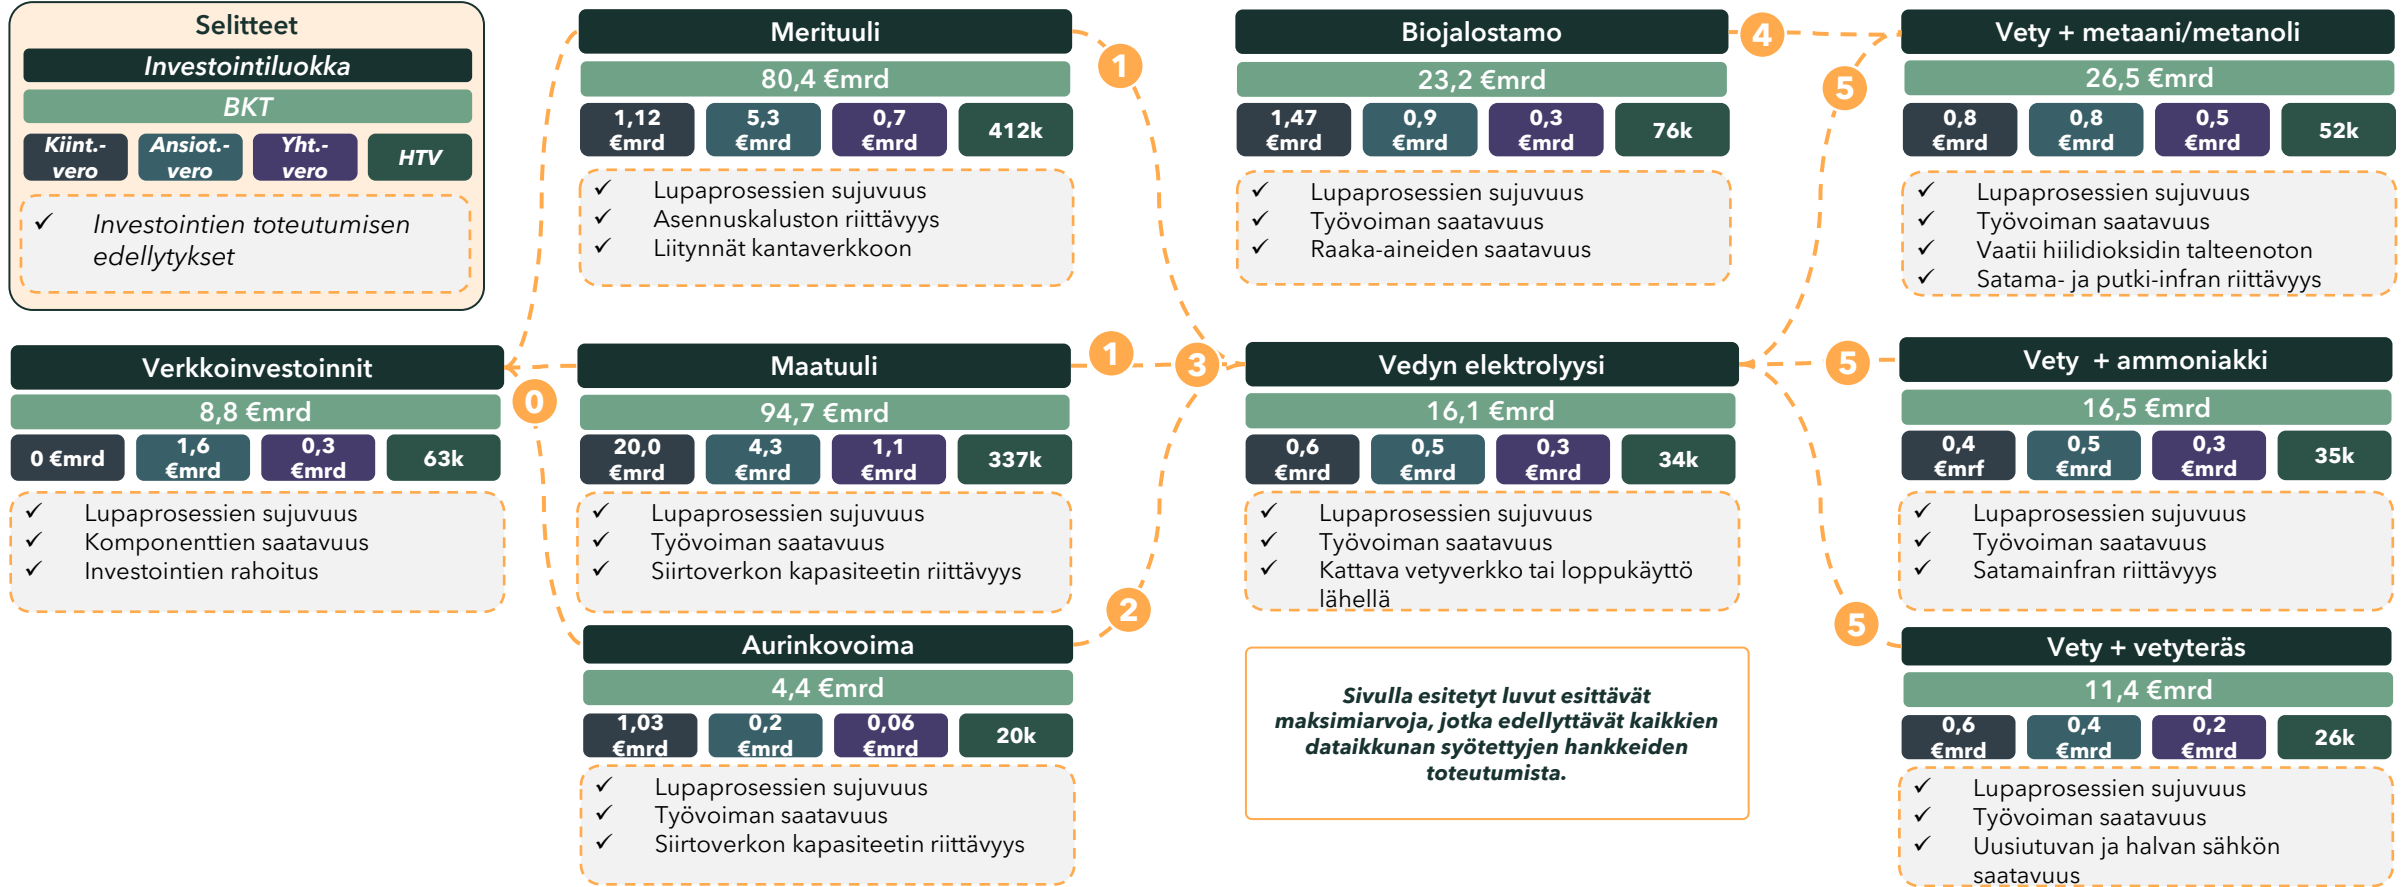 Selitteet
Investointiluokka
BKT
Kiint.-
vero
Ansiot.-
vero
Yht.-
vero
HTV
✓ Investointien toteutumisen
edellytykset
Verkkoinvestoinnit
8,8 €mrd
0 €mrd
1,6
€mrd
0,3
€mrd
63k
✓ Lupaprosessien sujuvuus
✓ Komponenttien saatavuus
✓ Investointien rahoitus
0
Merituuli
80,4 €mrd
1,12
€mrd
5,3
€mrd
0,7
€mrd
412k
✓ Lupaprosessien sujuvuus
✓ Asennuskaluston riittävyys
✓ Liitynnät kantaverkkoon
1
Maatuuli
94,7 €mrd
20,0
€mrd
4,3
€mrd
1,1
€mrd
337k
✓ Lupaprosessien sujuvuus
✓ Työvoiman saatavuus
✓ Siirtoverkon kapasiteetin riittävyys
1
3
Aurinkovoima
4,4 €mrd
1,03
€mrd
0,2
€mrd
0,06
€mrd
20k
✓ Lupaprosessien sujuvuus
✓ Työvoiman saatavuus
✓ Siirtoverkon kapasiteetin riittävyys
2
Biojalostamo
23,2 €mrd
1,47
€mrd
0,9
€mrd
0,3
€mrd
76k
✓ Lupaprosessien sujuvuus
✓ Työvoiman saatavuus
✓ Raaka-aineiden saatavuus
4
Vedyn elektrolyysi
16,1 €mrd
0,6
€mrd
0,5
€mrd
0,3
€mrd
34k
✓ Lupaprosessien sujuvuus
✓ Työvoiman saatavuus
✓ Kattava vetyverkko tai loppukäyttö
lähellä
Sivulla esitetyt luvut esittävät
maksimiarvoja, jotka edellyttävät kaikkien
dataikkunan syötettyjen hankkeiden
toteutumista.
5
5
5
Vety + metaani/metanoli
26,5 €mrd
0,8
€mrd
0,8
€mrd
0,5
€mrd
52k
✓ Lupaprosessien sujuvuus
✓ Työvoiman saatavuus
✓ Vaatii hiilidioksidin talteenoton
✓ Satama- ja putki-infran riittävyys
Vety + ammoniakki
16,5 €mrd
0,4
€mrf
0,5
€mrd
0,3
€mrd
35k
✓ Lupaprosessien sujuvuus
✓ Työvoiman saatavuus
✓ Satamainfran riittävyys
Vety + vetyteräs
11,4 €mrd
0,6
€mrd
0,4
€mrd
0,2
€mrd
26k
✓ Lupaprosessien sujuvuus
✓ Työvoiman saatavuus
✓ Uusiutuvan ja halvan sähkön
saatavuus